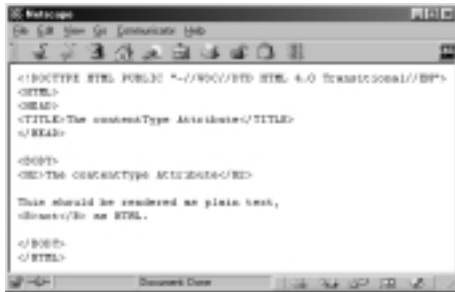 Netscape
File Edit View Go Communicator Help
<!DOCTYPE HTML PUBLIC "-//W3C//DTD HTML 4.0 Transitional//EN">
<HTML>
<HEAD>
<TITLE>The contentType Attribute</TITLE>
</HEAD>
<BODY>
<H2>The contentType Attribute</H2>
This should be rendered as plain text,
<B>not</B> as HTML.
</BODY>
</HTML>
Document: Done